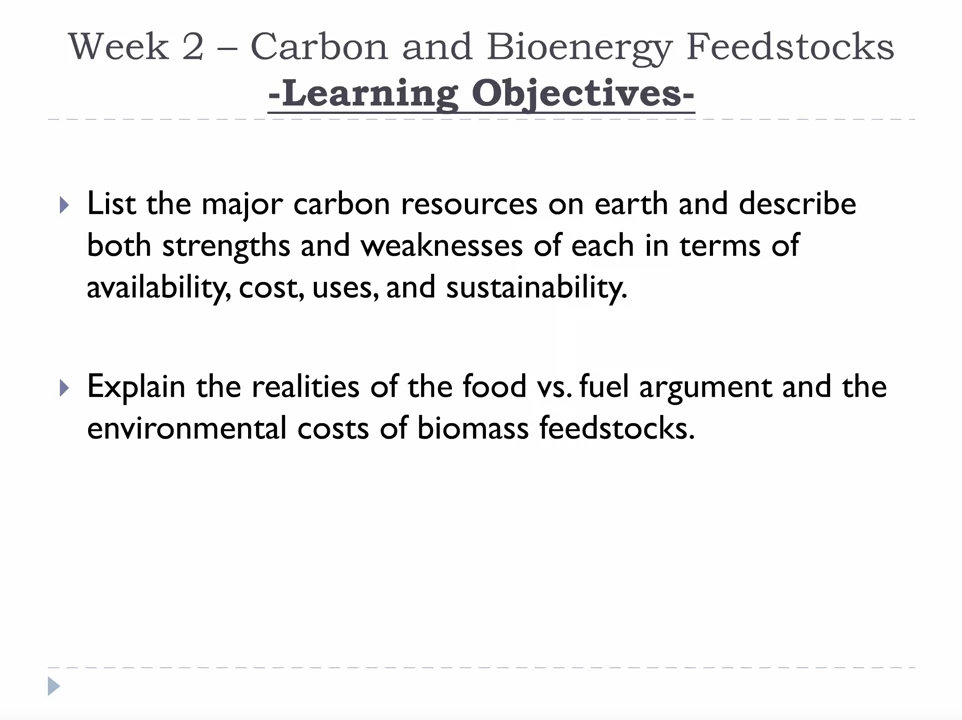 Week 2 – Carbon and Bioenergy Feedstocks
-Learning Objectives-
List the major carbon resources on earth and describe
both strengths and weaknesses of each in terms of
availability, cost, uses, and sustainability.
Explain the realities of the food vs. fuel argument and the
environmental costs of biomass feedstocks.